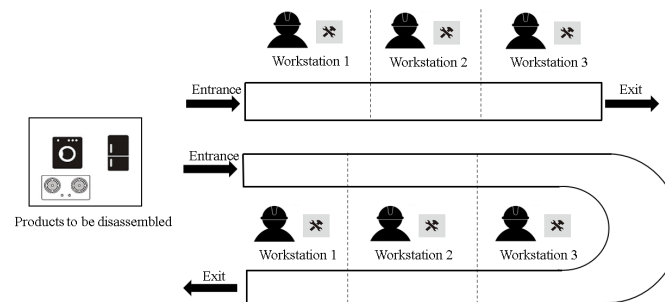 Workstation 1 Workstation 2 Workstation 3
Entrance
Exit
Entrance
Products to be disassembled
Workstation 1 Workstation 2 Workstation 3
Exit